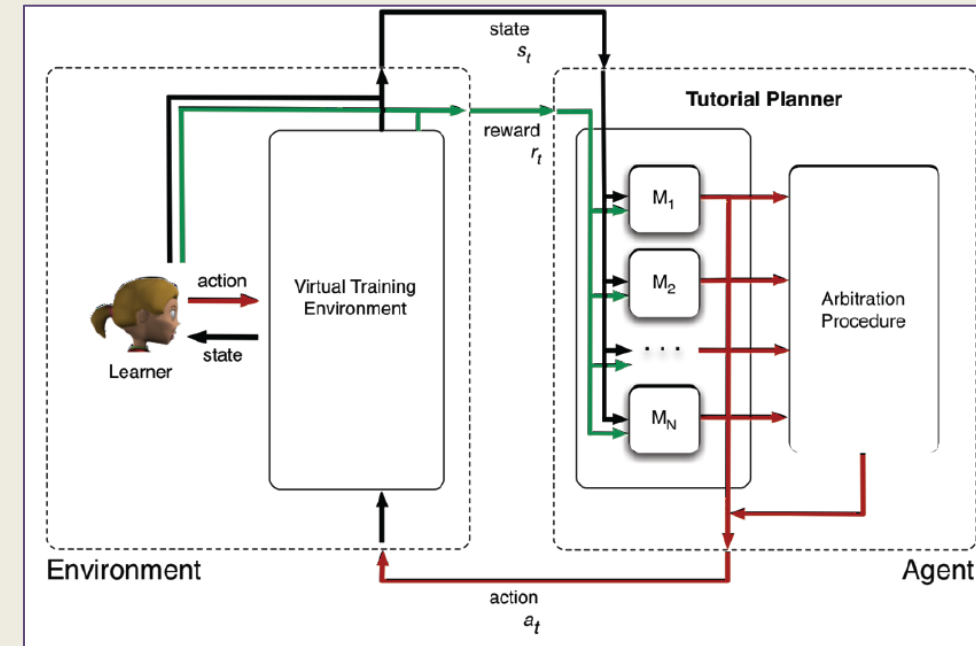 state
s_t
Tutorial Planner
reward
r_t
M_1
action
Virtual Training
Environment
M_2
Arbitration
Procedure
state
. . .
Learner
M_N
Environment
Agent
action
a_t